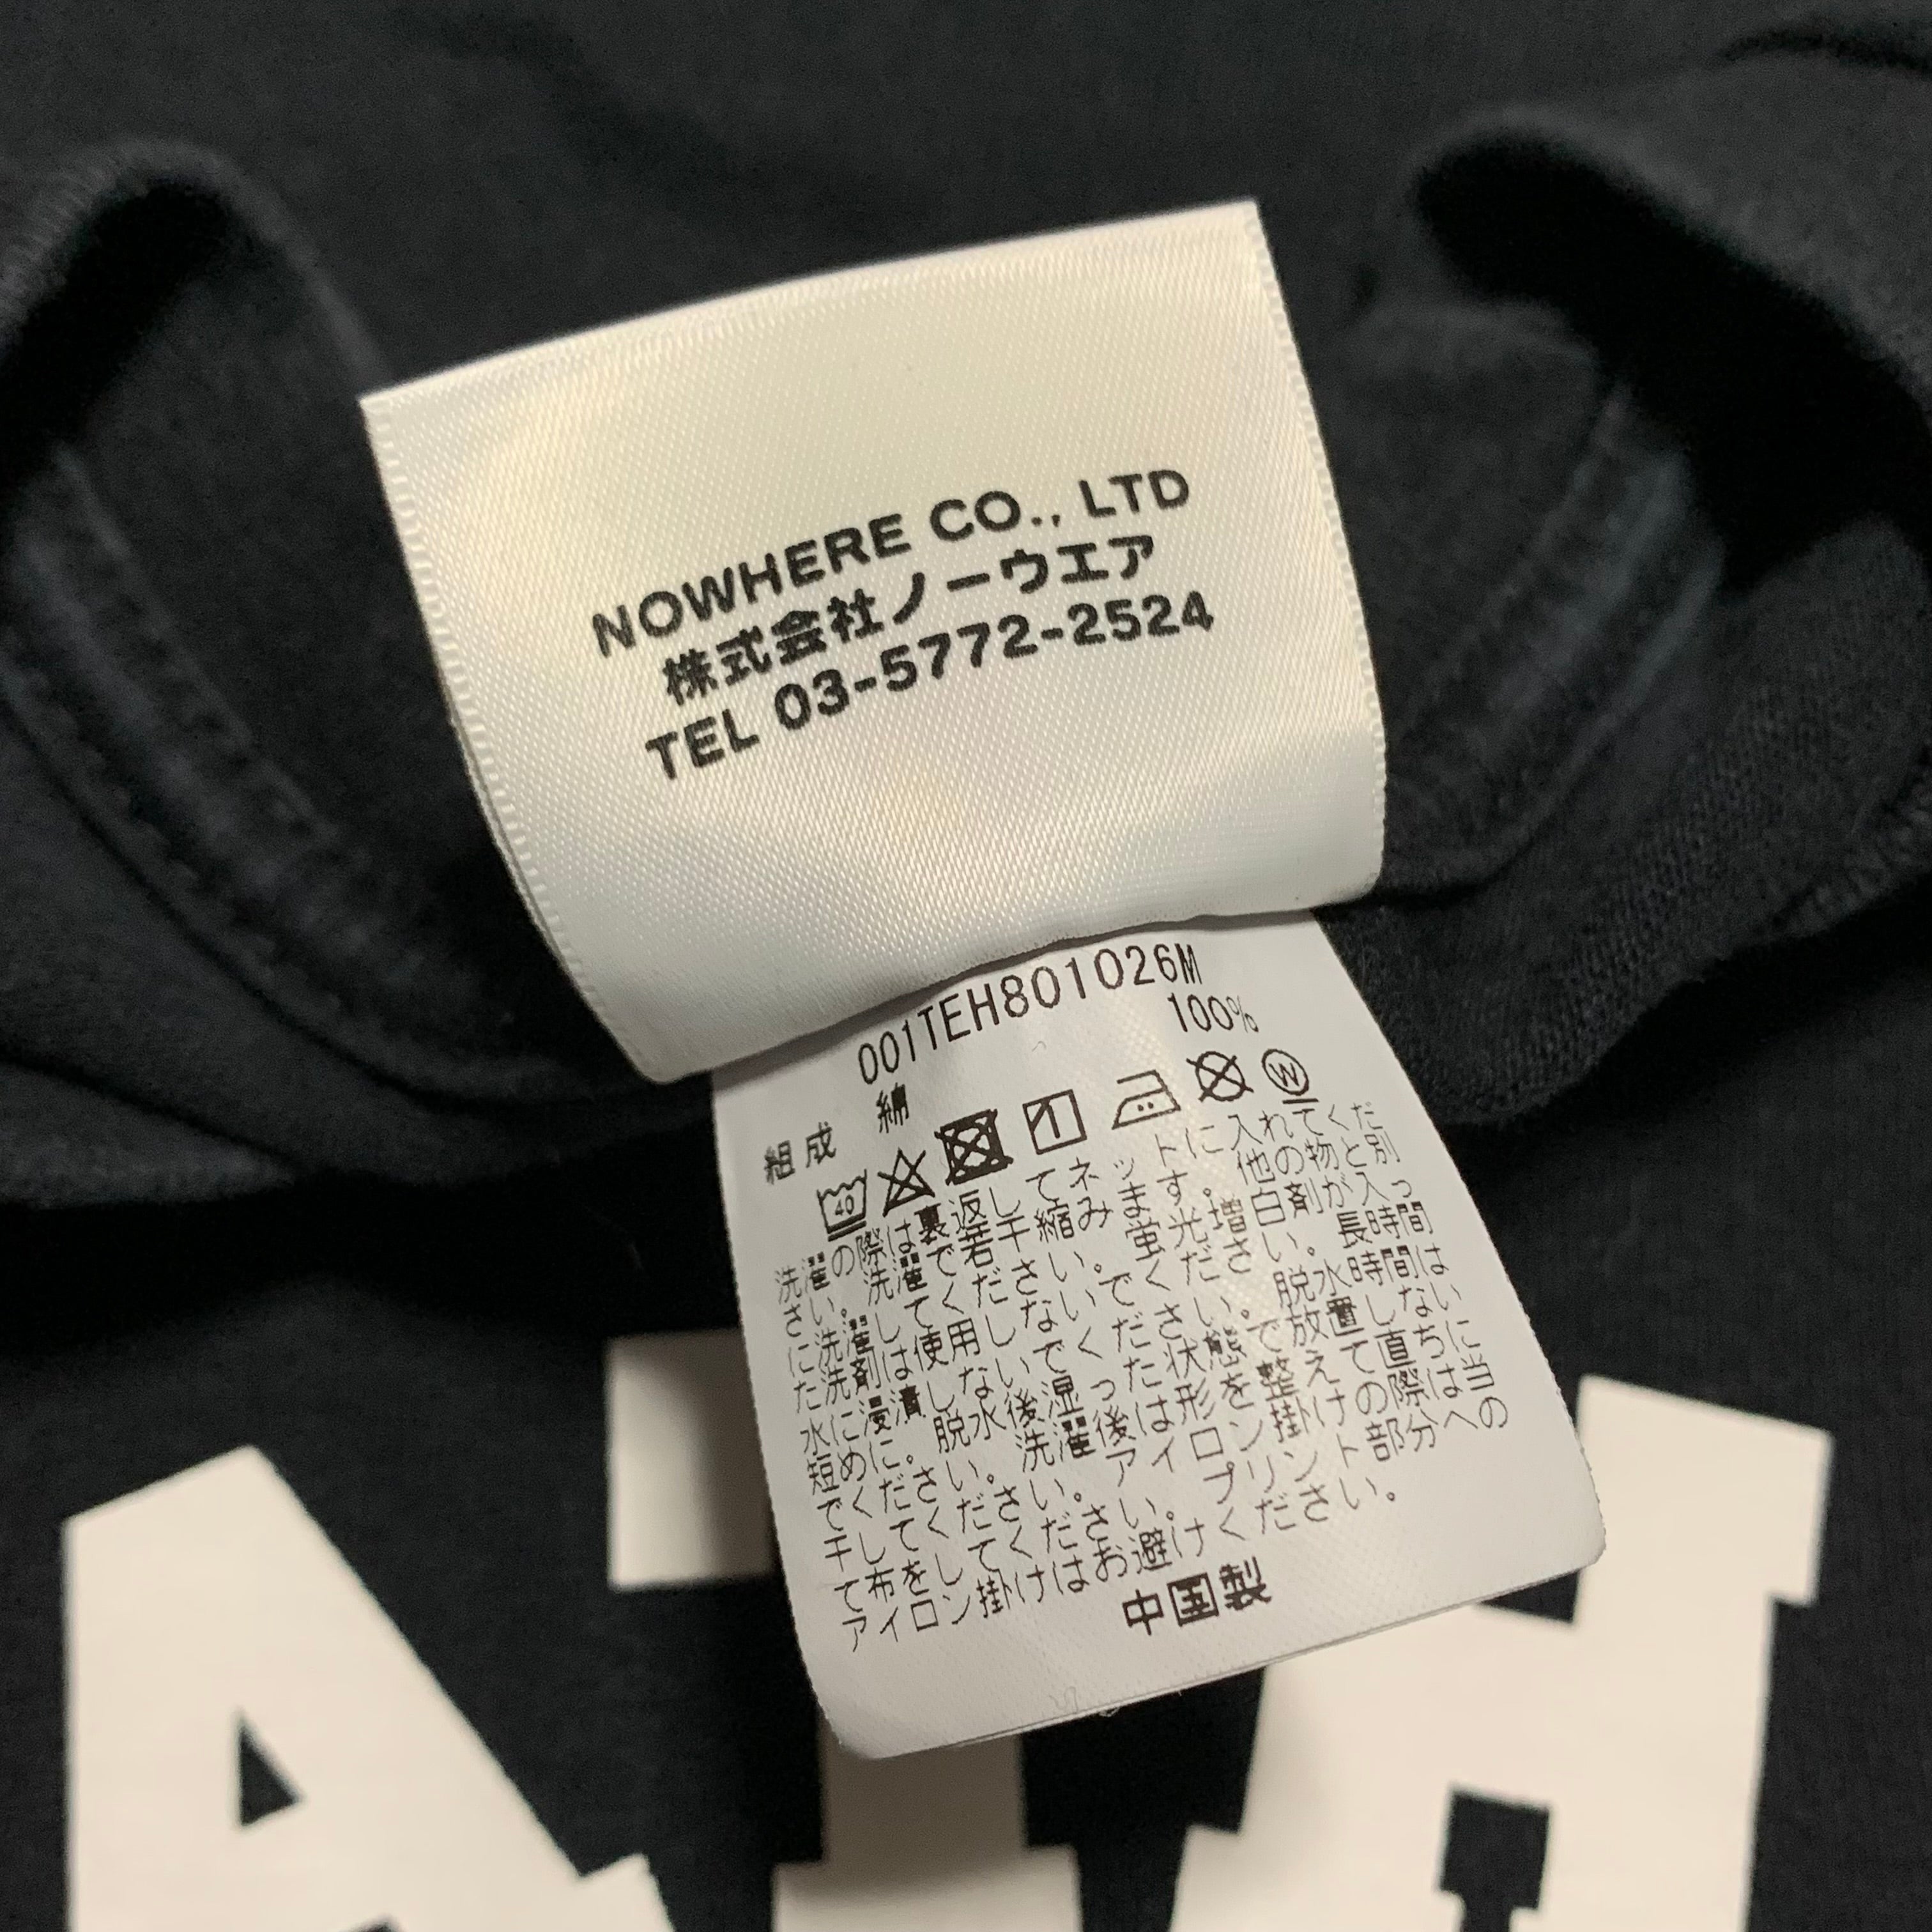 NOWHERE CO., LTD
株式会社ノーウエア
TEL 03-5772-2524
001TEH801026M
組成 綿 100%
40 W
洗濯の際は裏返してネットに入れてくだ
さい。洗濯で若干縮みます。他の物と別
に洗濯してください。蛍光増白剤が入っ
た洗剤は使用しないでください。長時間
水に浸漬しないでください。脱水時間は
短めにし脱水後湿った状態で放置しない
でください。洗濯後は形を整え直ちに
干してください。アイロン掛けの際は当
て布をしてください。プリント部分への
アイロン掛けはお避けください。
中国製